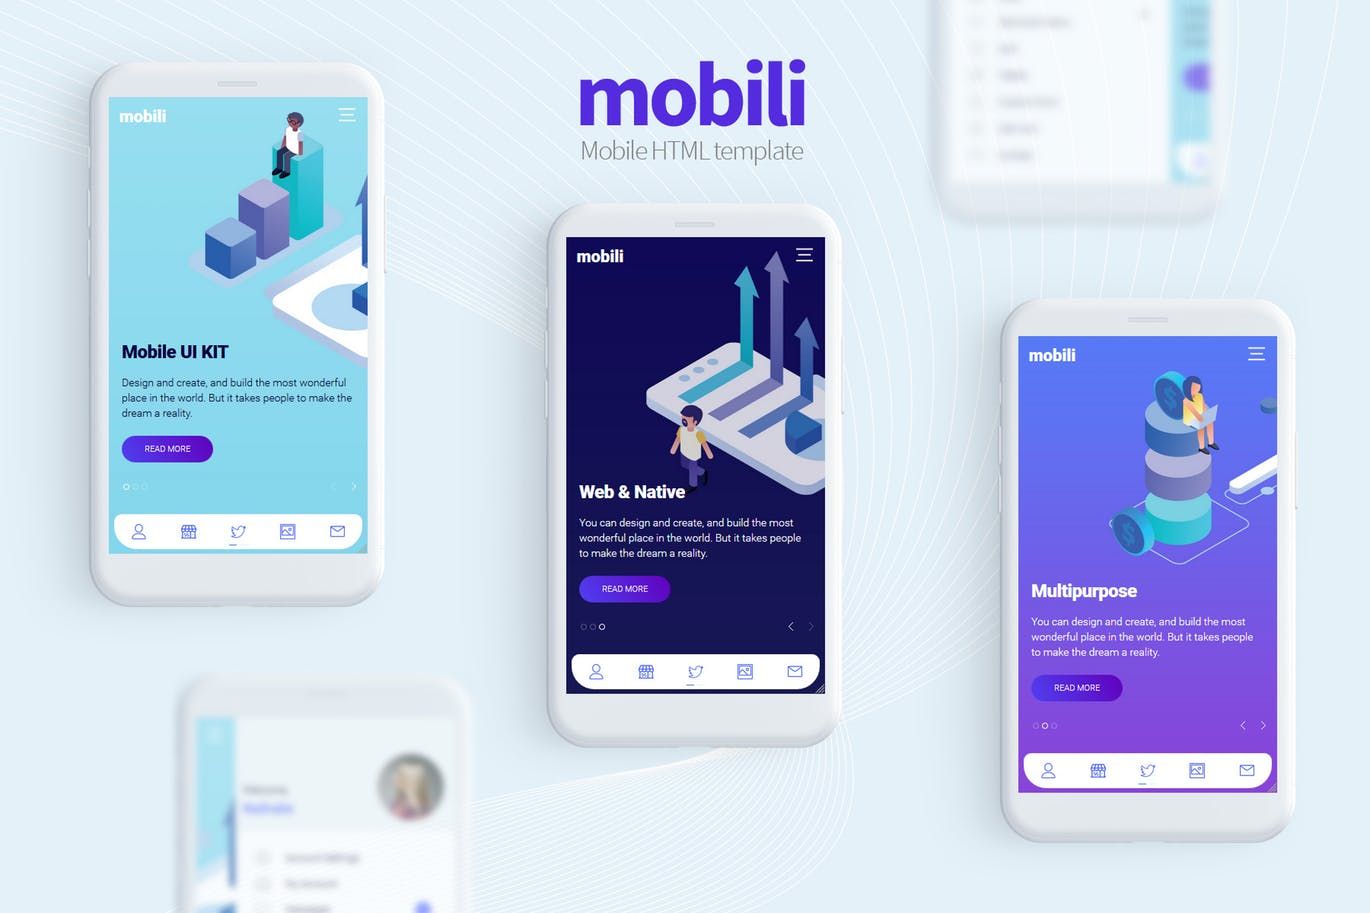 mobili
Mobile HTML template
mobili
Mobile UI KIT
Design and create, and build the most wonderful
place in the world. But it takes people to make the
dream a reality.
READ MORE
mobili
Web & Native
You can design and create, and build the most
wonderful place in the world. But it takes people
to make the dream a reality.
READ MORE
mobili
Multipurpose
You can design and create, and build the most
wonderful place in the world. But it takes people
to make the dream a reality.
READ MORE